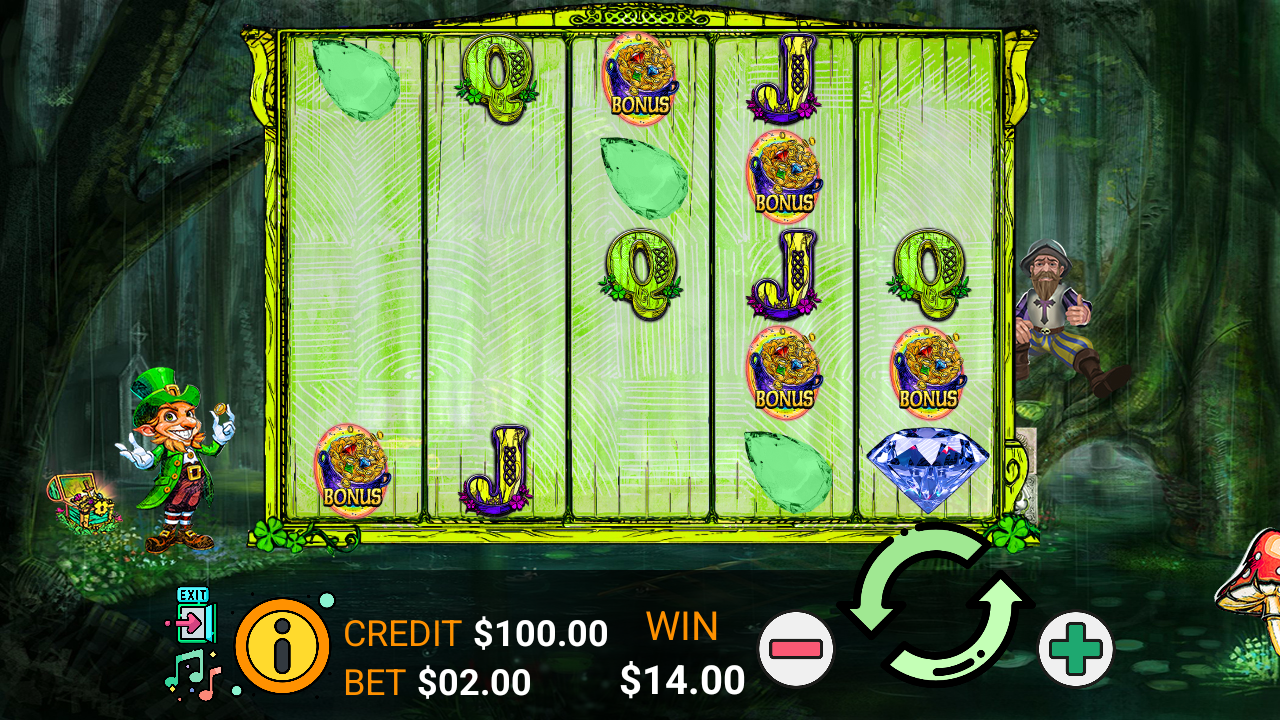 Q
BONUS
J
BONUS
Q
J
Q
BONUS
BONUS
BONUS
J
EXIT
CREDIT $100.00
BET $02.00
WIN
$14.00